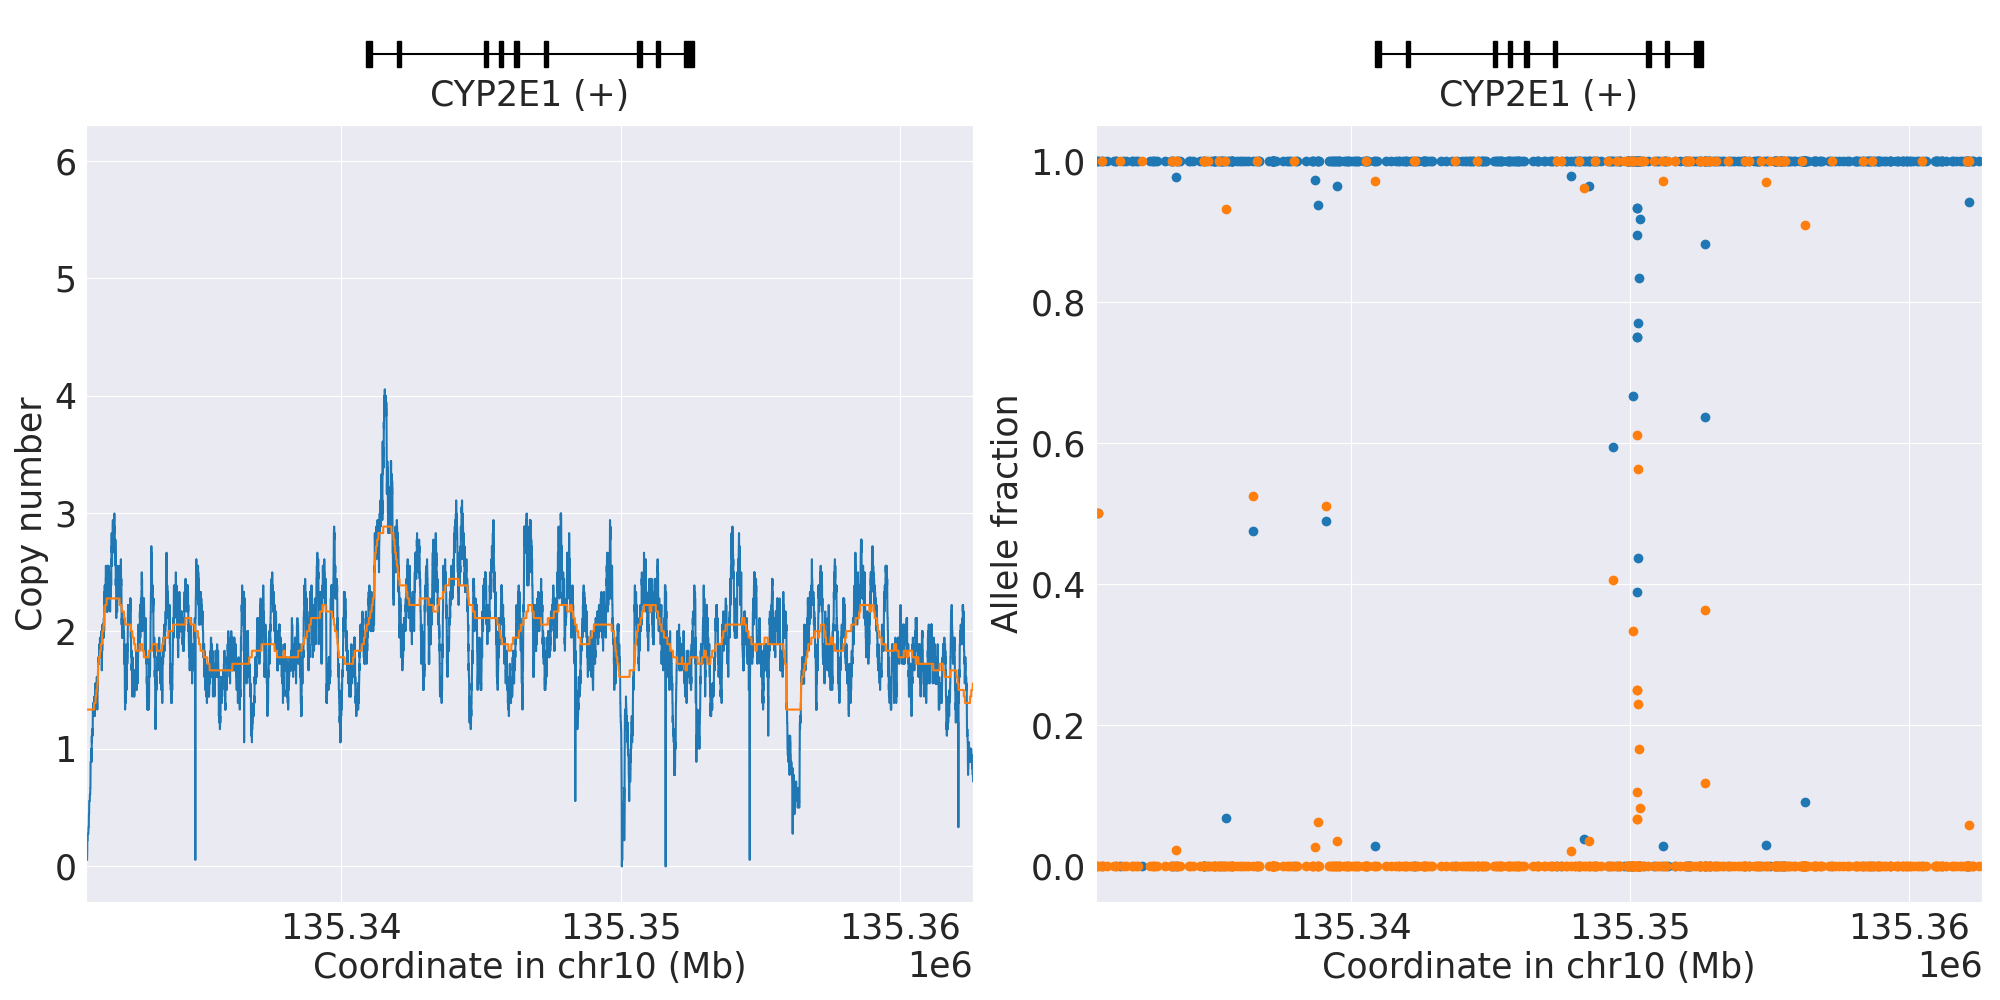 CYP2E1 (+)
6
5
4
3
2
1
0
Copy number
135.34 135.35 135.36
Coordinate in chr10 (Mb)
1e6
CYP2E1 (+)
1.0
0.8
0.6
0.4
0.2
0.0
Allele fraction
135.34 135.35 135.36
Coordinate in chr10 (Mb)
1e6